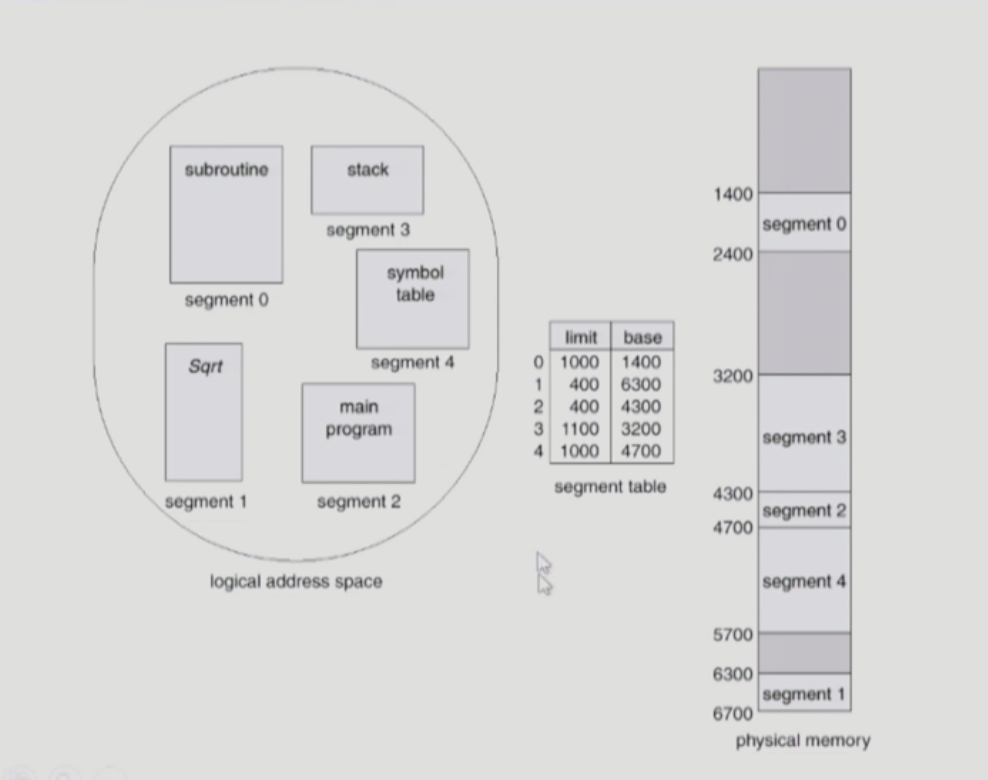 subroutine
segment 0
stack
segment 3
symbol
table
segment 4
Sqrt
segment 1
main
program
segment 2
logical address space
limit base
0 1000 1400
1 400 6300
2 400 4300
3 1100 3200
4 1000 4700
segment table
1400
segment 0
2400
3200
segment 3
4300
segment 2
4700
segment 4
5700
6300
segment 1
6700
physical memory